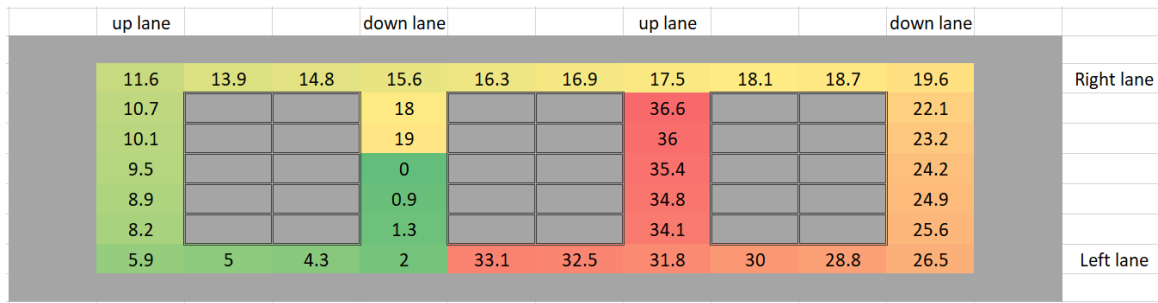 up lane down lane up lane down lane
11.6 13.9 14.8 15.6 16.3 16.9 17.5 18.1 18.7 19.6 Right lane
10.7 18 36.6 22.1
10.1 19 36 23.2
9.5 0 35.4 24.2
8.9 0.9 34.8 24.9
8.2 1.3 34.1 25.6
5.9 5 4.3 2 33.1 32.5 31.8 30 28.8 26.5 Left lane